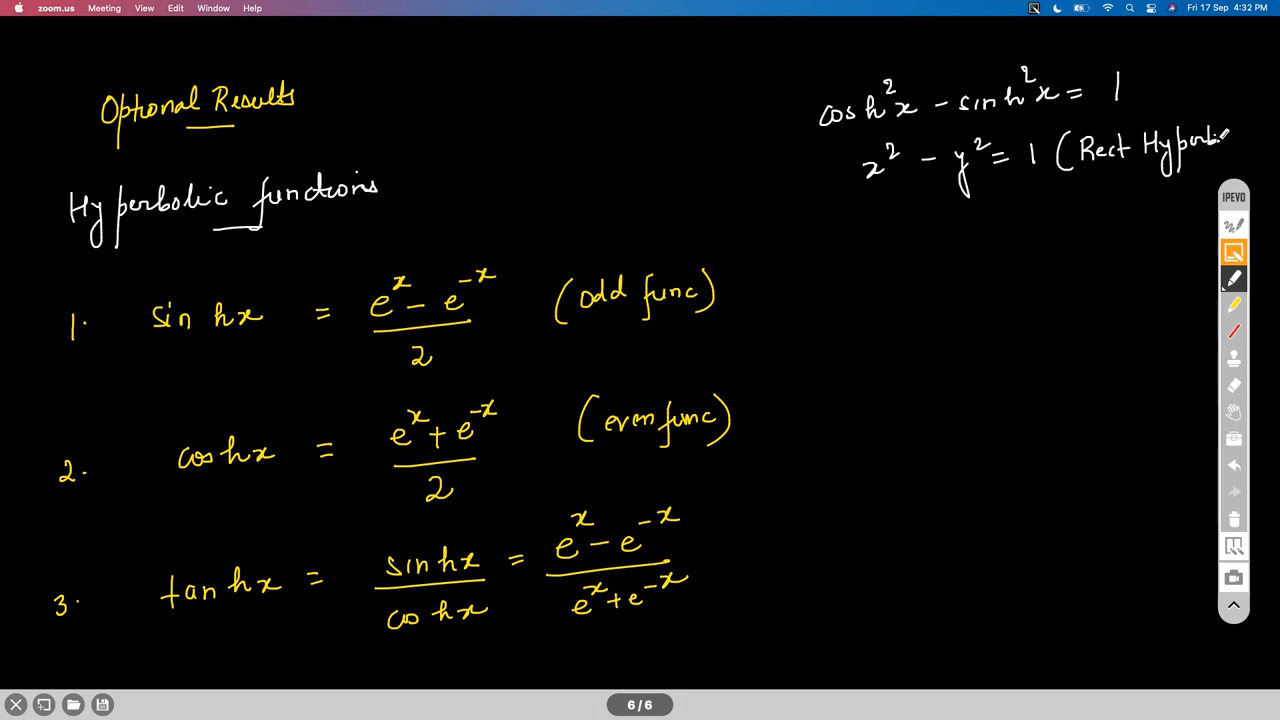 zoom.us Meeting View Edit Window Help Fri 17 Sep 4:32 PM
Optional Results
cosh²x - sinh²x = 1
x² - y² = 1 (Rect Hyperb
Hyperbolic functions
IPEVO
1. sin hx = e^x - e^-x / 2 (odd func)
2. cos hx = e^x + e^-x / 2 (even func)
3. tan hx = sin hx / cos hx = e^x - e^-x / e^x + e^-x
6/6